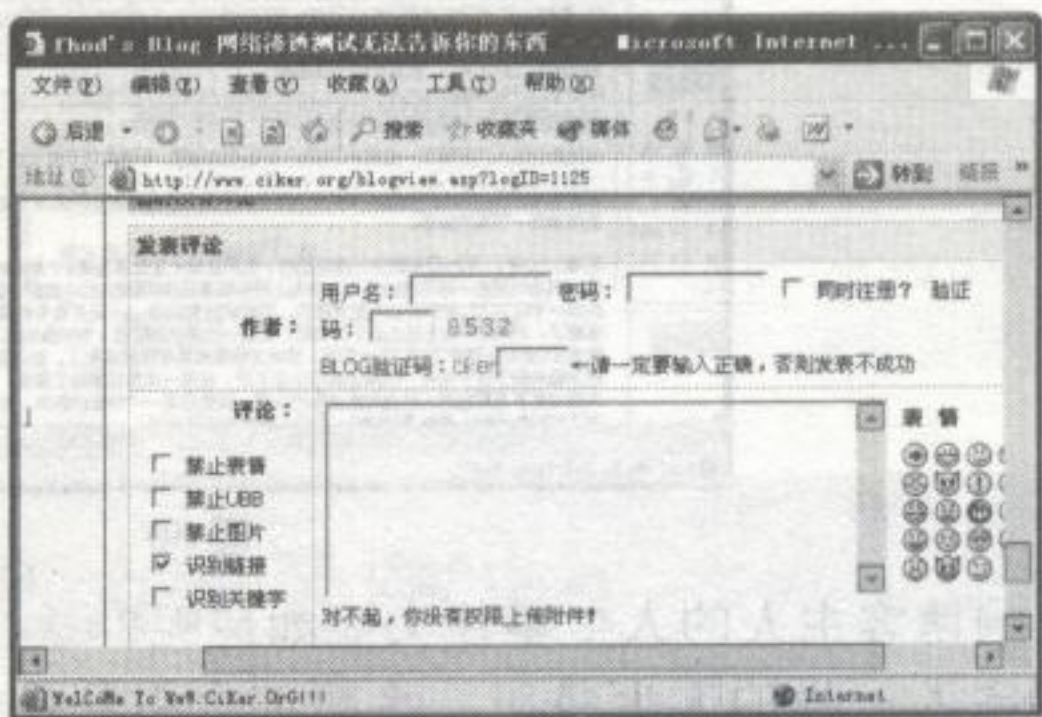 Fhod's Blog 网络渗透测试无法告诉你的东西 Microsoft Internet ...
文件(F) 编辑(E) 查看(V) 收藏(A) 工具(T) 帮助(H)
后退 搜索 收藏夹 媒体
地址(D) http://www.ciker.org/blogview.asp?logID=1125 转到 链接 »
发表评论
用户名： 密码： 同时注册？ 验证
作者： 码： 8532
BLOG验证码：ciker ←请一定要输入正确，否则发表不成功
评论： 表 情
禁止表情
禁止UBB
禁止图片
识别链接
识别关键字
对不起，你没有权限上传附件！
WelCoMe To WwW.CiKer.OrG!!! Internet